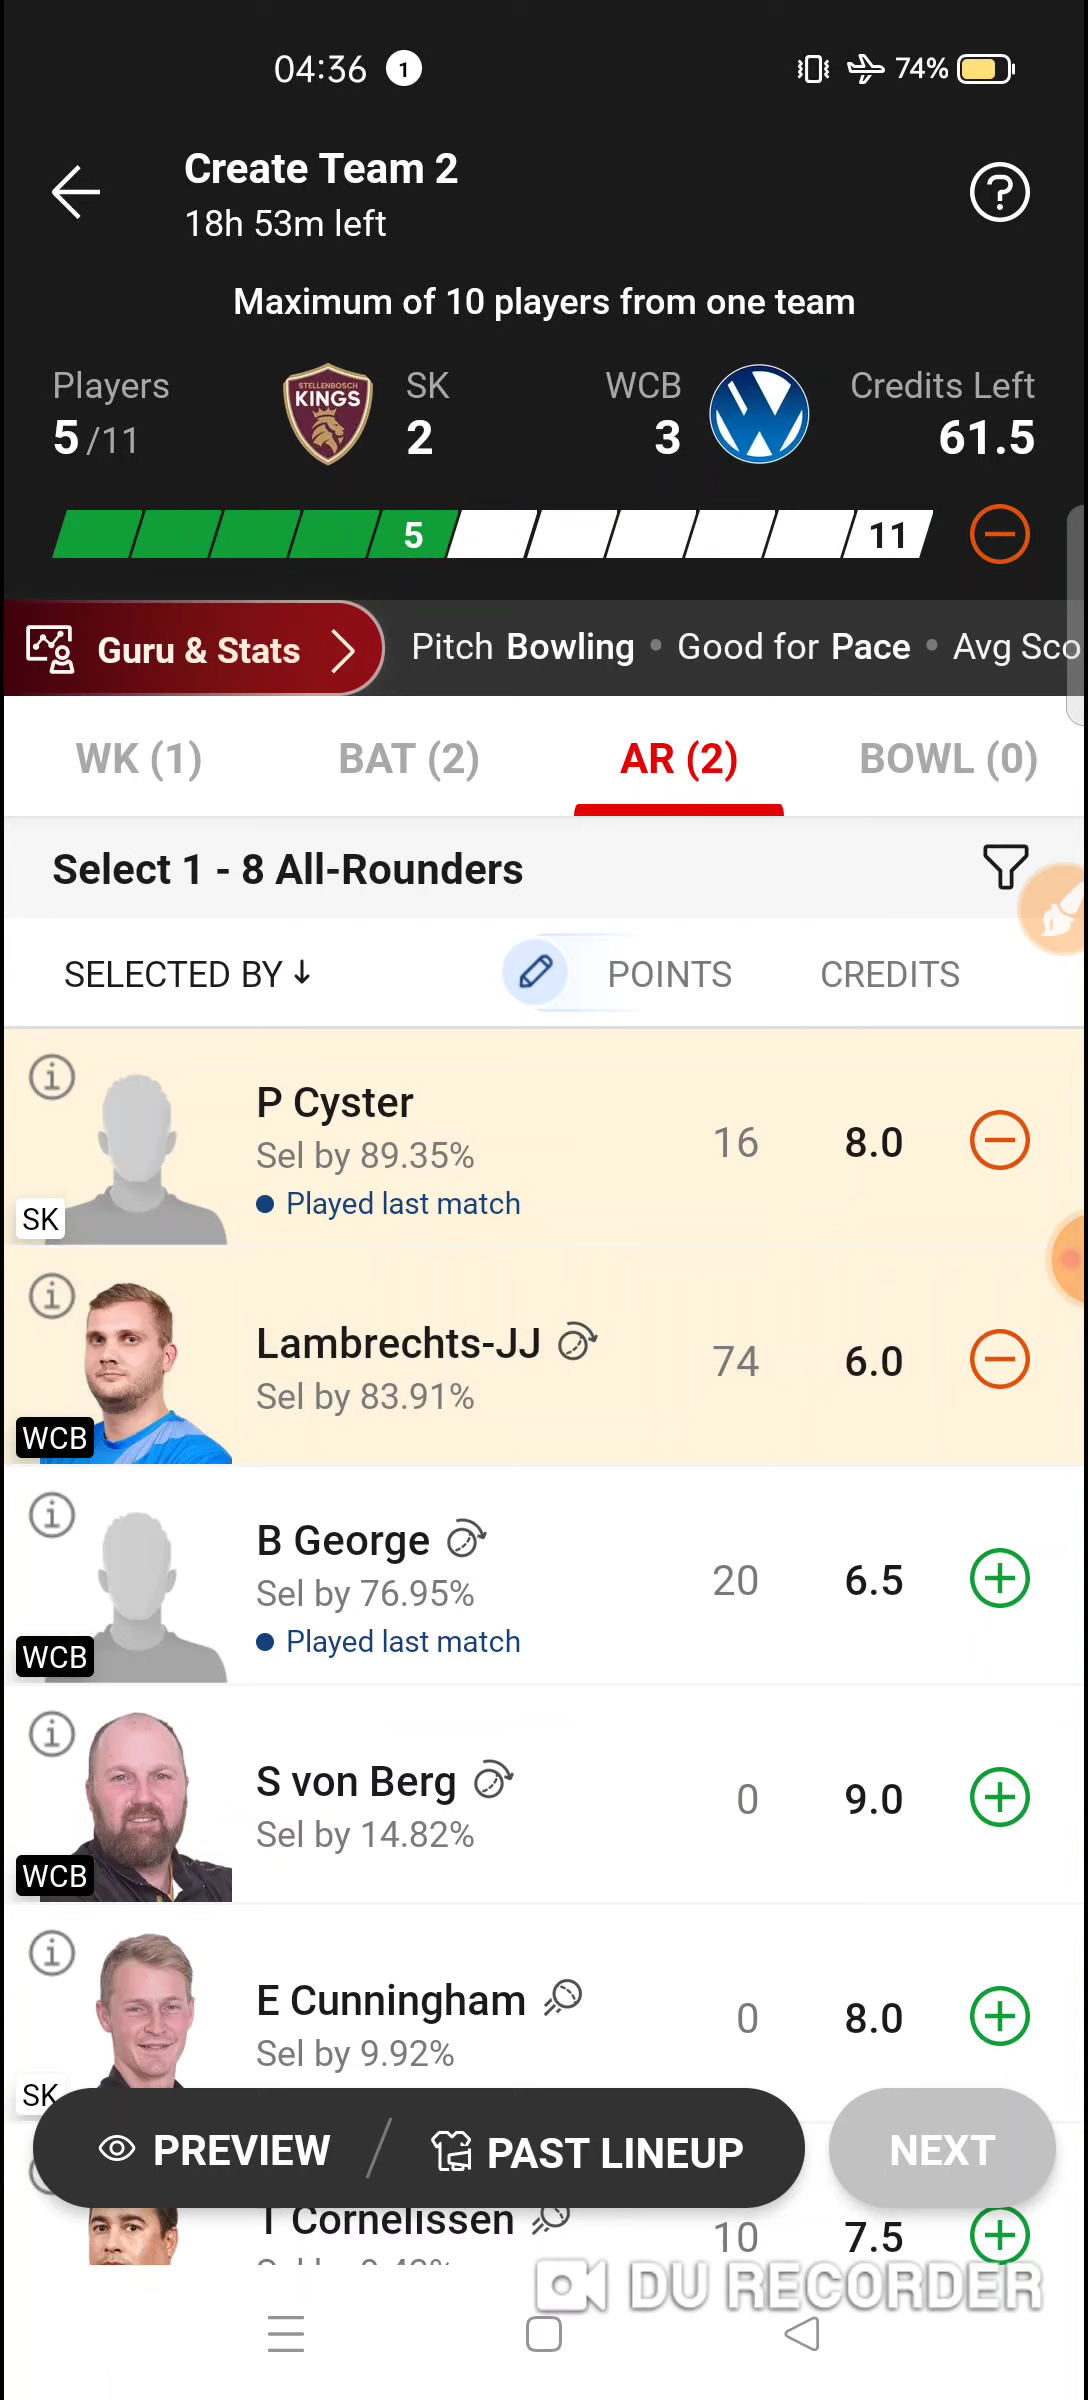 04:36 1 74%
Create Team 2
18h 53m left
?
Maximum of 10 players from one team
Players SK WCB Credits Left
STELLENBOSCH
KINGS
5 /11 2 3 61.5
5 11
Guru & Stats Pitch Bowling • Good for Pace • Avg Sco
WK (1) BAT (2) AR (2) BOWL (0)
Select 1 - 8 All-Rounders
SELECTED BY ↓ POINTS CREDITS
P Cyster
Sel by 89.35% 16 8.0
Played last match
SK
Lambrechts-JJ
Sel by 83.91% 74 6.0
WCB
B George
Sel by 76.95% 20 6.5
Played last match
WCB
S von Berg
Sel by 14.82% 0 9.0
WCB
E Cunningham
Sel by 9.92% 0 8.0
SK
PREVIEW PAST LINEUP NEXT
T Cornelissen 10 7.5
DU RECORDER